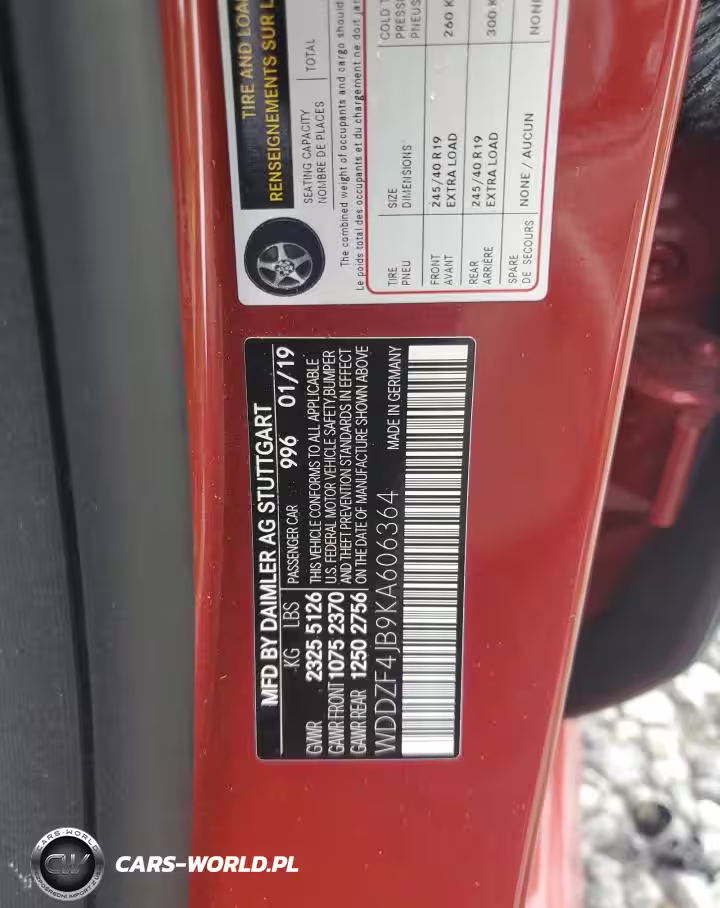 TIRE AND LOA
RENSEIGNEMENTS SUR L
SEATING CAPACITY
NOMBRE DE PLACES
TOTAL
The combined weight of occupants and cargo should
Le poids total des occupants et du chargement ne doit jam
TIRE
PNEU
SIZE
DIMENSIONS
COLD T
PRESS
PNEUS
FRONT
AVANT
245/40 R19
EXTRA LOAD
260 K
REAR
ARRIÈRE
245/40 R19
EXTRA LOAD
300 K
SPARE
DE SECOURS
NONE / AUCUN
NONE
MFD BY DAIMLER AG STUTTGART
KG LBS PASSENGER CAR 996 01/19
GVWR 2325 5126
GAWR FRONT 1075 2370
GAWR REAR 1250 2756
THIS VEHICLE CONFORMS TO ALL APPLICABLE
U.S. FEDERAL MOTOR VEHICLE SAFETY,BUMPER
AND THEFT PREVENTION STANDARDS IN EFFECT
ON THE DATE OF MANUFACTURE SHOWN ABOVE
WDDZF4JB9KA606364 MADE IN GERMANY
CARS-WORLD
CW
CARS-WORLD.PL